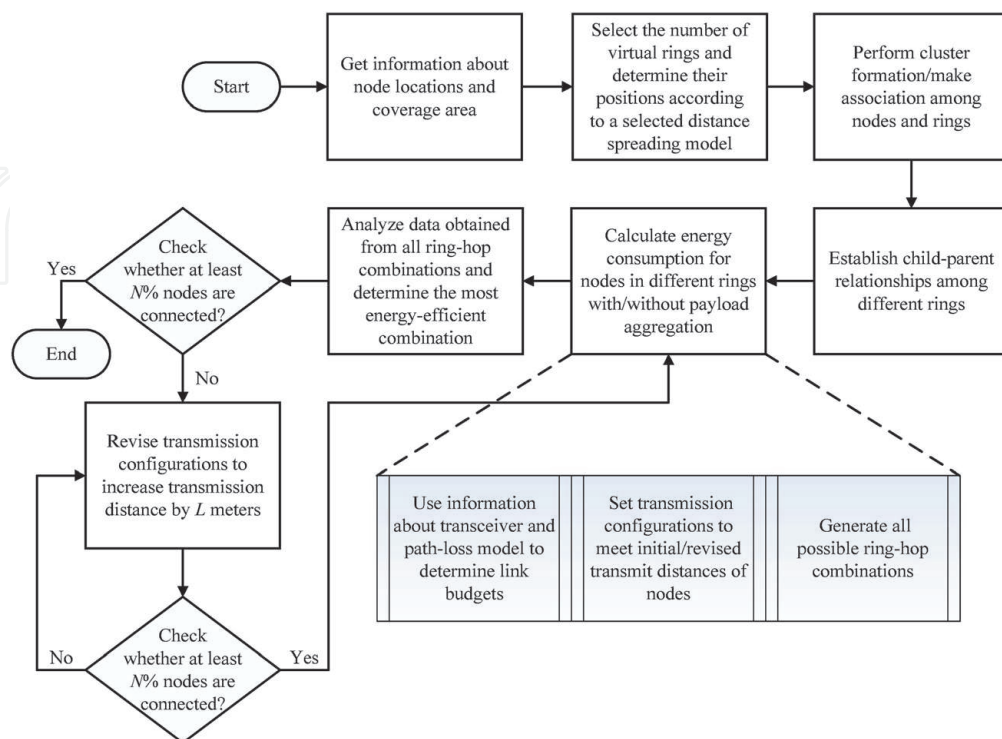 Start
Get information about
node locations and
coverage area
Select the number of
virtual rings and
determine their
positions according
to a selected distance
spreading model
Perform cluster
formation/make
association among
nodes and rings
Establish child-parent
relationships among
different rings
Calculate energy
consumption for
nodes in different rings
with/without payload
aggregation
Analyze data obtained
from all ring-hop
combinations and
determine the most
energy-efficient
combination
Check
whether at least
N% nodes are
connected?
Yes
End
No
Revise transmission
configurations to
increase transmission
distance by L meters
Check
whether at least
N% nodes are
connected?
No
Yes
Use information
about transceiver and
path-loss model to
determine link
budgets
Set transmission
configurations to
meet initial/revised
transmit distances of
nodes
Generate all
possible ring-hop
combinations